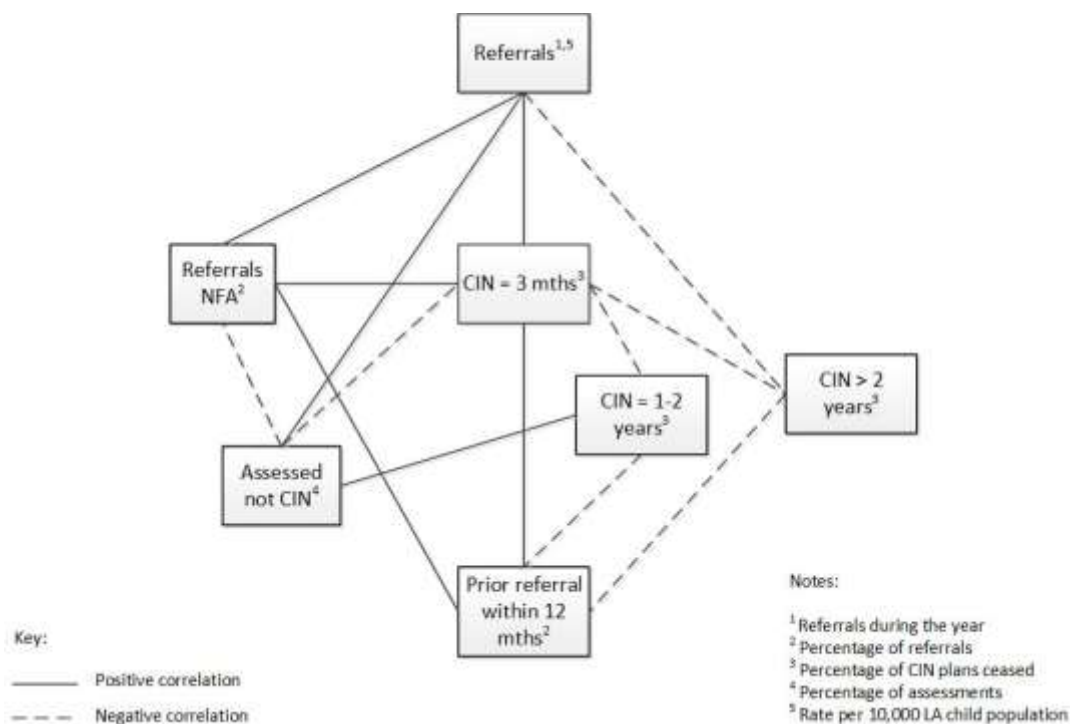 Referrals¹,⁵
Referrals
NFA²
CIN = 3 mths³
CIN = 1-2
years³
CIN > 2
years³
Assessed
not CIN⁴
Prior referral
within 12
mths²
Key:
Positive correlation
Negative correlation
Notes:
¹ Referrals during the year
² Percentage of referrals
³ Percentage of CIN plans ceased
⁴ Percentage of assessments
⁵ Rate per 10,000 LA child population